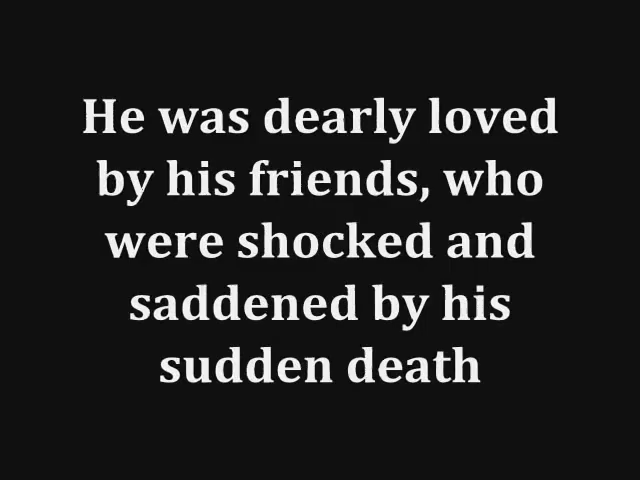 He was dearly loved
by his friends, who
were shocked and
saddened by his
sudden death